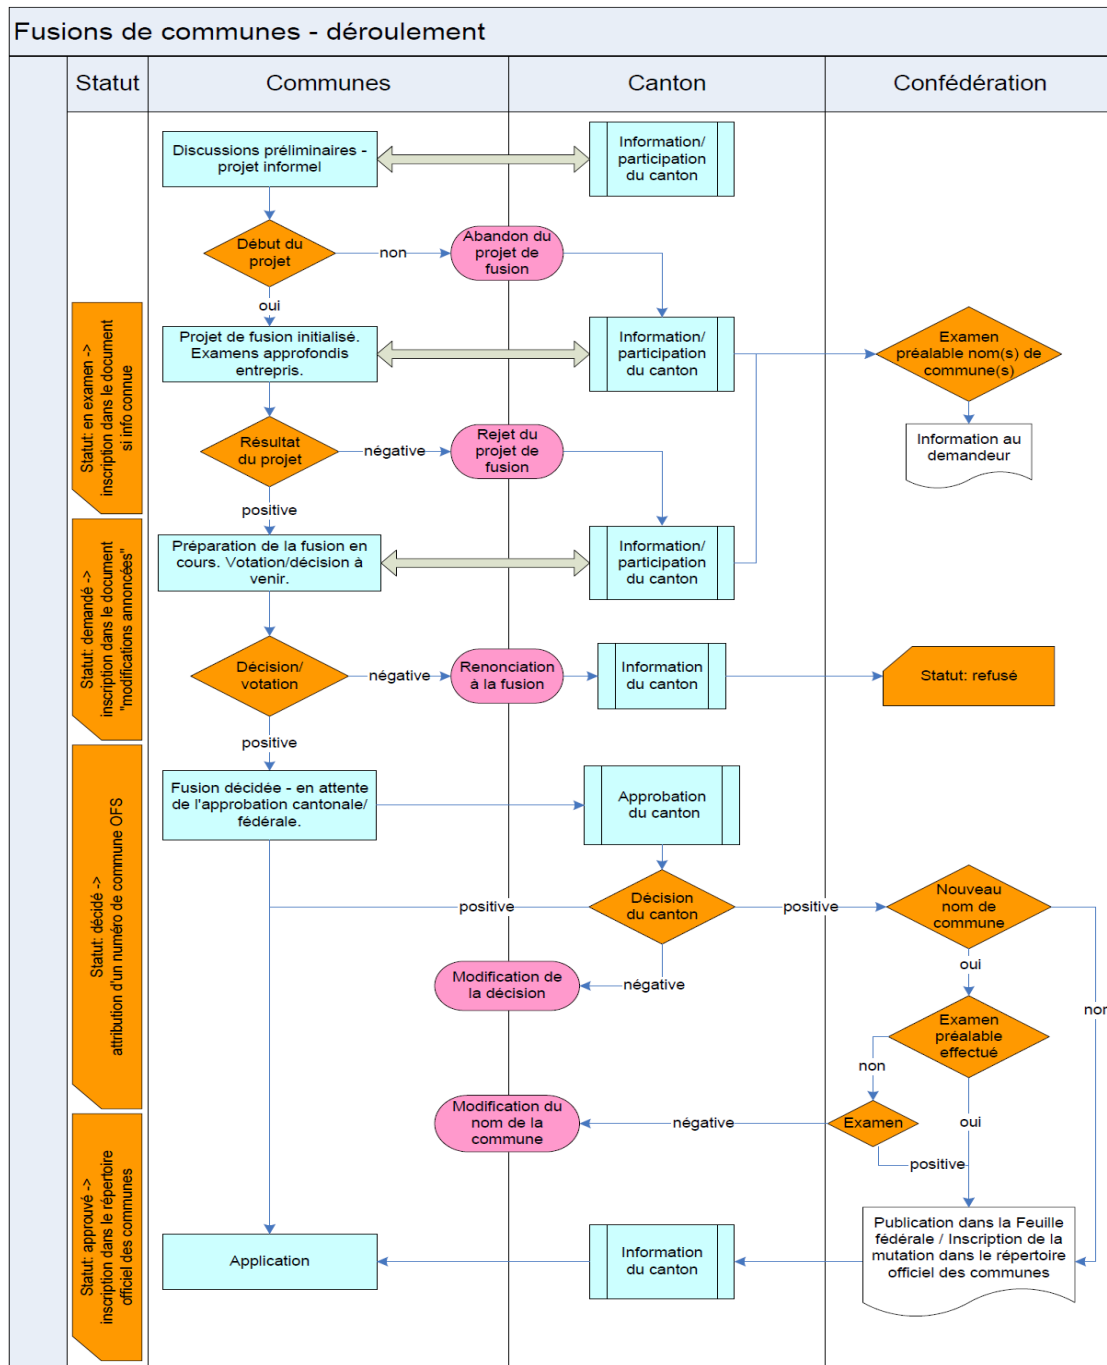 Fusions de communes - déroulement
Statut
Communes
Canton
Confédération
Discussions préliminaires -
projet informel
Information/
participation
du canton
Début du
projet
non
Abandon du
projet de
fusion
oui
Statut: en examen ->
inscription dans le document
si info connue
Projet de fusion initialisé.
Examens approfondis
entrepris.
Information/
participation
du canton
Examen
préalable nom(s) de
commune(s)
Résultat
du projet
négative
Rejet du
projet de
fusion
Information au
demandeur
positive
Statut: demandé ->
inscription dans le document
"modifications annoncées"
Préparation de la fusion en
cours. Votation/décision à
venir.
Information/
participation
du canton
Décision/
votation
négative
Renonciation
à la fusion
Information
du canton
Statut: refusé
positive
Statut: décidé ->
attribution d'un numéro de commune OFS
Fusion décidée - en attente
de l'approbation cantonale/
fédérale.
Approbation
du canton
positive
Décision
du canton
positive
Nouveau
nom de
commune
oui
négative
Modification de
la décision
non
Examen
préalable
effectué
non
Modification du
nom de la
commune
négative
Examen
oui
positive
Statut: approuvé ->
inscription dans le répertoire
officiel des communes
Application
Information
du canton
Publication dans la Feuille
fédérale / Inscription de la
mutation dans le répertoire
officiel des communes